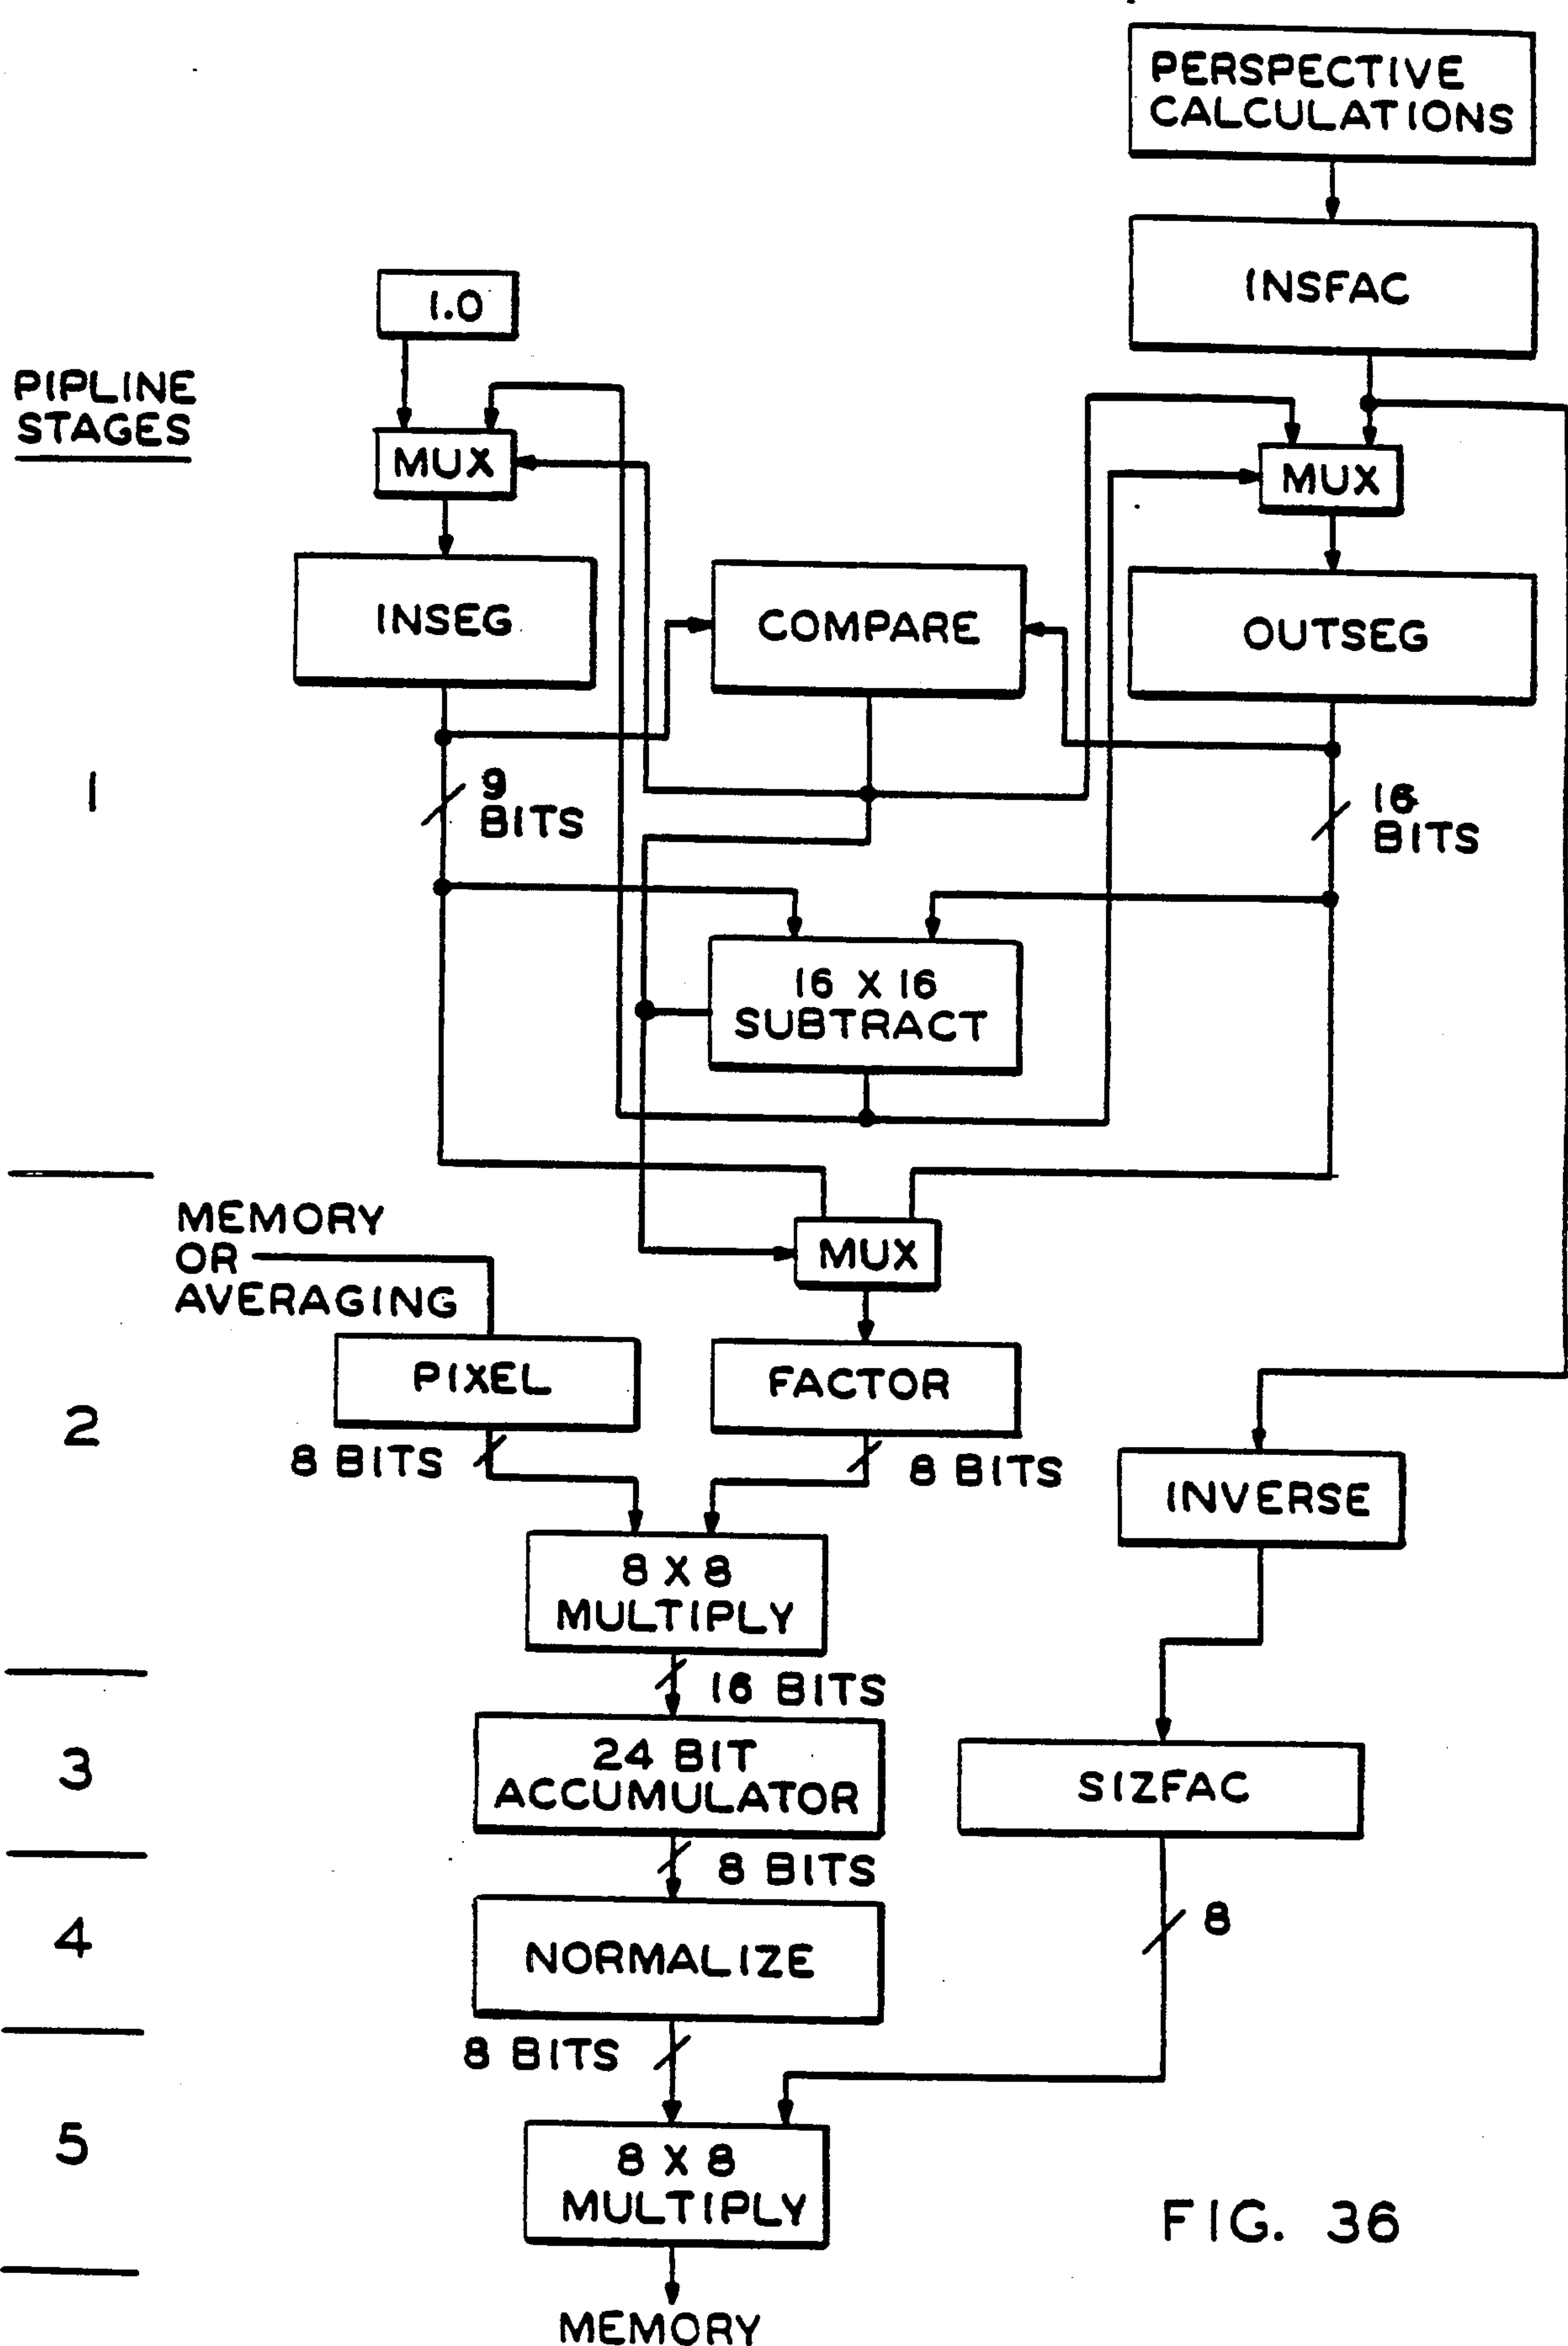 PERSPECTIVE
CALCULATIONS
INSFAC
1.0
PIPLINE
STAGES
MUX
MUX
INSEG
COMPARE
OUTSEG
1
9
BITS
16
BITS
16 X 16
SUBTRACT
MEMORY
OR
AVERAGING
MUX
PIXEL
FACTOR
2
8 BITS
8 BITS
INVERSE
8 X 8
MULTIPLY
16 BITS
3
24 BIT
ACCUMULATOR
SIZFAC
8 BITS
4
NORMALIZE
8
8 BITS
5
8 X 8
MULTIPLY
FIG. 36
MEMORY